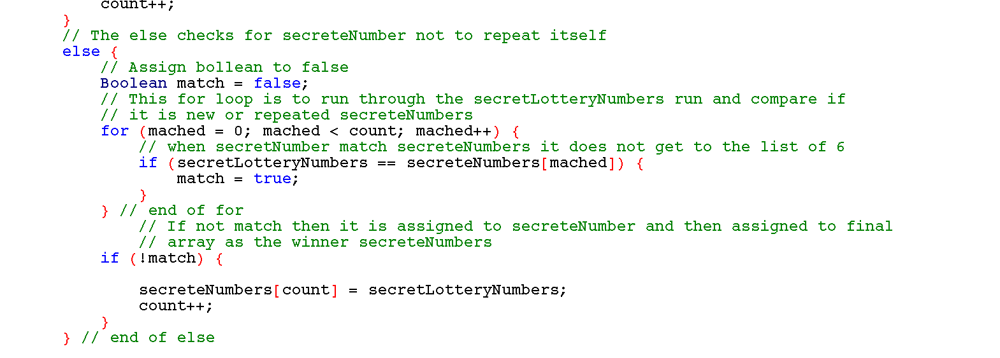 count++;
}
// The else checks for secreteNumber not to repeat itself
else {
// Assign bollean to false
Boolean match = false;
// This for loop is to run through the secretLotteryNumbers run and compare if
// it is new or repeated secreteNumbers
for (mached = 0; mached < count; mached++) {
// when secretNumber match secreteNumbers it does not get to the list of 6
if (secretLotteryNumbers == secreteNumbers[mached]) {
match = true;
}
} // end of for
// If not match then it is assigned to secreteNumber and then assigned to final
// array as the winner secreteNumbers
if (!match) {
secreteNumbers[count] = secretLotteryNumbers;
count++;
}
} // end of else